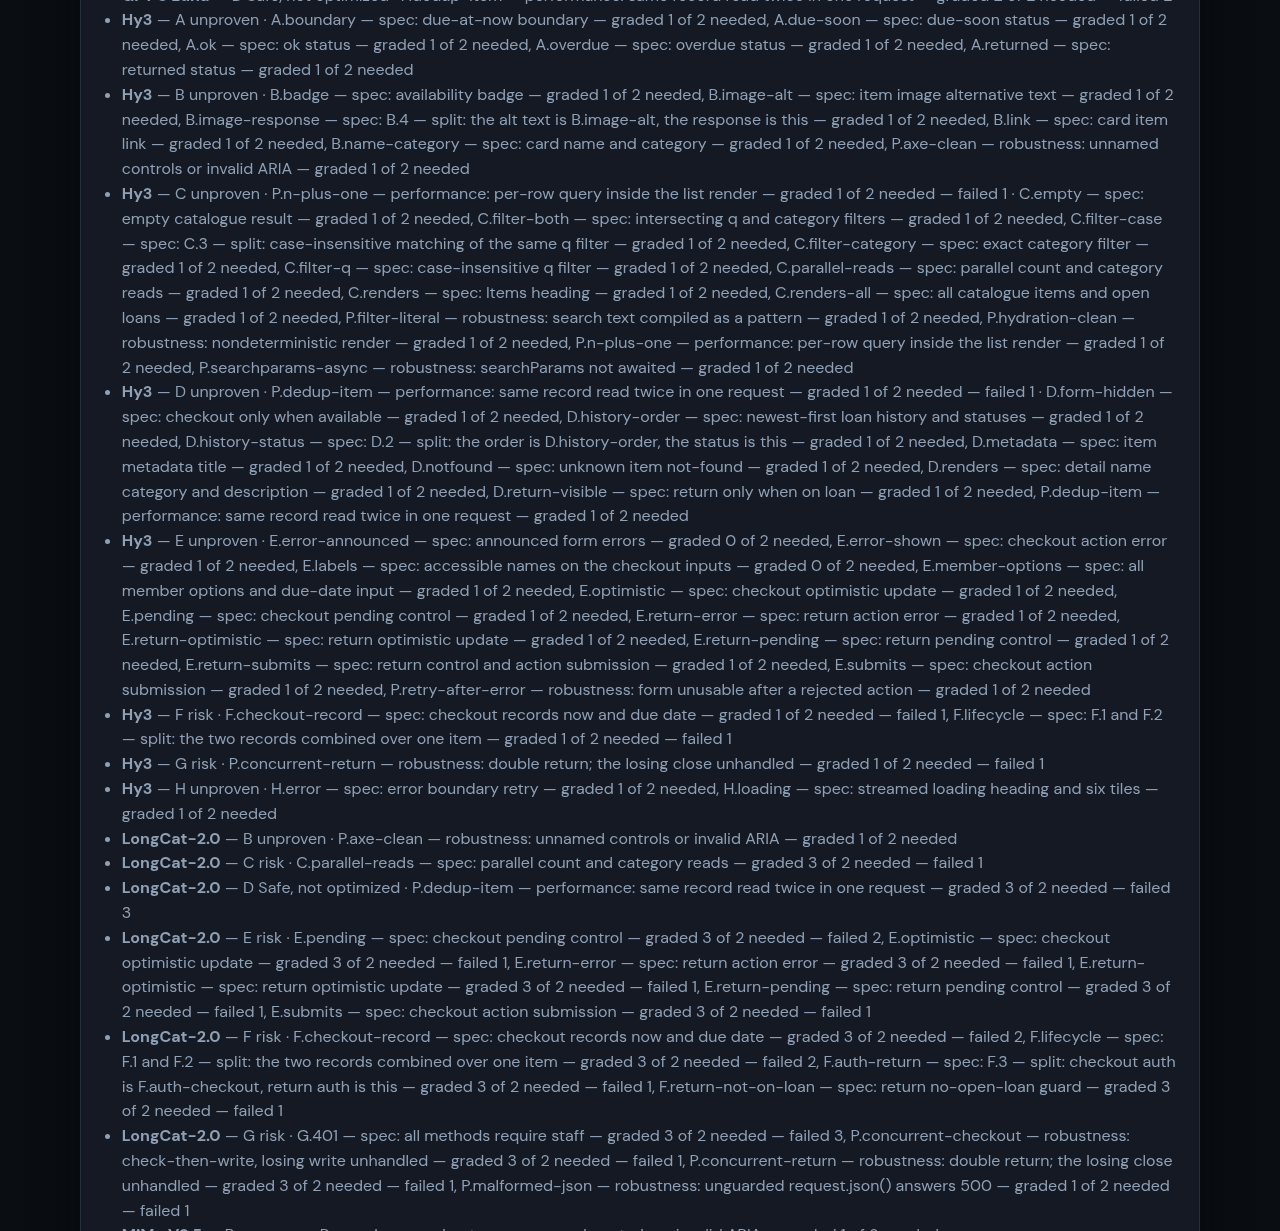 Hy3 — A unproven · A.boundary — spec: due-at-now boundary — graded 1 of 2 needed, A.due-soon — spec: due-soon status — graded 1 of 2
needed, A.ok — spec: ok status — graded 1 of 2 needed, A.overdue — spec: overdue status — graded 1 of 2 needed, A.returned — spec:
returned status — graded 1 of 2 needed
Hy3 — B unproven · B.badge — spec: availability badge — graded 1 of 2 needed, B.image-alt — spec: item image alternative text — graded 1 of 2
needed, B.image-response — spec: B.4 — split: the alt text is B.image-alt, the response is this — graded 1 of 2 needed, B.link — spec: card item
link — graded 1 of 2 needed, B.name-category — spec: card name and category — graded 1 of 2 needed, P.axe-clean — robustness: unnamed
controls or invalid ARIA — graded 1 of 2 needed
Hy3 — C unproven · P.n-plus-one — performance: per-row query inside the list render — graded 1 of 2 needed — failed 1 · C.empty — spec:
empty catalogue result — graded 1 of 2 needed, C.filter-both — spec: intersecting q and category filters — graded 1 of 2 needed, C.filter-case
— spec: C.3 — split: case-insensitive matching of the same q filter — graded 1 of 2 needed, C.filter-category — spec: exact category filter —
graded 1 of 2 needed, C.filter-q — spec: case-insensitive q filter — graded 1 of 2 needed, C.parallel-reads — spec: parallel count and category
reads — graded 1 of 2 needed, C.renders — spec: Items heading — graded 1 of 2 needed, C.renders-all — spec: all catalogue items and open
loans — graded 1 of 2 needed, P.filter-literal — robustness: search text compiled as a pattern — graded 1 of 2 needed, P.hydration-clean —
robustness: nondeterministic render — graded 1 of 2 needed, P.n-plus-one — performance: per-row query inside the list render — graded 1 of
2 needed, P.searchparams-async — robustness: searchParams not awaited — graded 1 of 2 needed
Hy3 — D unproven · P.dedup-item — performance: same record read twice in one request — graded 1 of 2 needed — failed 1 · D.form-hidden —
spec: checkout only when available — graded 1 of 2 needed, D.history-order — spec: newest-first loan history and statuses — graded 1 of 2
needed, D.history-status — spec: D.2 — split: the order is D.history-order, the status is this — graded 1 of 2 needed, D.metadata — spec: item
metadata title — graded 1 of 2 needed, D.notfound — spec: unknown item not-found — graded 1 of 2 needed, D.renders — spec: detail name
category and description — graded 1 of 2 needed, D.return-visible — spec: return only when on loan — graded 1 of 2 needed, P.dedup-item —
performance: same record read twice in one request — graded 1 of 2 needed
Hy3 — E unproven · E.error-announced — spec: announced form errors — graded 0 of 2 needed, E.error-shown — spec: checkout action error
— graded 1 of 2 needed, E.labels — spec: accessible names on the checkout inputs — graded 0 of 2 needed, E.member-options — spec: all
member options and due-date input — graded 1 of 2 needed, E.optimistic — spec: checkout optimistic update — graded 1 of 2 needed,
E.pending — spec: checkout pending control — graded 1 of 2 needed, E.return-error — spec: return action error — graded 1 of 2 needed,
E.return-optimistic — spec: return optimistic update — graded 1 of 2 needed, E.return-pending — spec: return pending control — graded 1 of 2
needed, E.return-submits — spec: return control and action submission — graded 1 of 2 needed, E.submits — spec: checkout action
submission — graded 1 of 2 needed, P.retry-after-error — robustness: form unusable after a rejected action — graded 1 of 2 needed
Hy3 — F risk · F.checkout-record — spec: checkout records now and due date — graded 1 of 2 needed — failed 1, F.lifecycle — spec: F.1 and F.2
— split: the two records combined over one item — graded 1 of 2 needed — failed 1
Hy3 — G risk · P.concurrent-return — robustness: double return; the losing close unhandled — graded 1 of 2 needed — failed 1
Hy3 — H unproven · H.error — spec: error boundary retry — graded 1 of 2 needed, H.loading — spec: streamed loading heading and six tiles —
graded 1 of 2 needed
LongCat-2.0 — B unproven · P.axe-clean — robustness: unnamed controls or invalid ARIA — graded 1 of 2 needed
LongCat-2.0 — C risk · C.parallel-reads — spec: parallel count and category reads — graded 3 of 2 needed — failed 1
LongCat-2.0 — D Safe, not optimized · P.dedup-item — performance: same record read twice in one request — graded 3 of 2 needed — failed
3
LongCat-2.0 — E risk · E.pending — spec: checkout pending control — graded 3 of 2 needed — failed 2, E.optimistic — spec: checkout
optimistic update — graded 3 of 2 needed — failed 1, E.return-error — spec: return action error — graded 3 of 2 needed — failed 1, E.return-
optimistic — spec: return optimistic update — graded 3 of 2 needed — failed 1, E.return-pending — spec: return pending control — graded 3 of
2 needed — failed 1, E.submits — spec: checkout action submission — graded 3 of 2 needed — failed 1
LongCat-2.0 — F risk · F.checkout-record — spec: checkout records now and due date — graded 3 of 2 needed — failed 2, F.lifecycle — spec:
F.1 and F.2 — split: the two records combined over one item — graded 3 of 2 needed — failed 2, F.auth-return — spec: F.3 — split: checkout auth
is F.auth-checkout, return auth is this — graded 3 of 2 needed — failed 1, F.return-not-on-loan — spec: return no-open-loan guard — graded 3
of 2 needed — failed 1
LongCat-2.0 — G risk · G.401 — spec: all methods require staff — graded 3 of 2 needed — failed 3, P.concurrent-checkout — robustness:
check-then-write, losing write unhandled — graded 3 of 2 needed — failed 1, P.concurrent-return — robustness: double return; the losing close
unhandled — graded 3 of 2 needed — failed 1, P.malformed-json — robustness: unguarded request.json() answers 500 — graded 1 of 2 needed
— failed 1